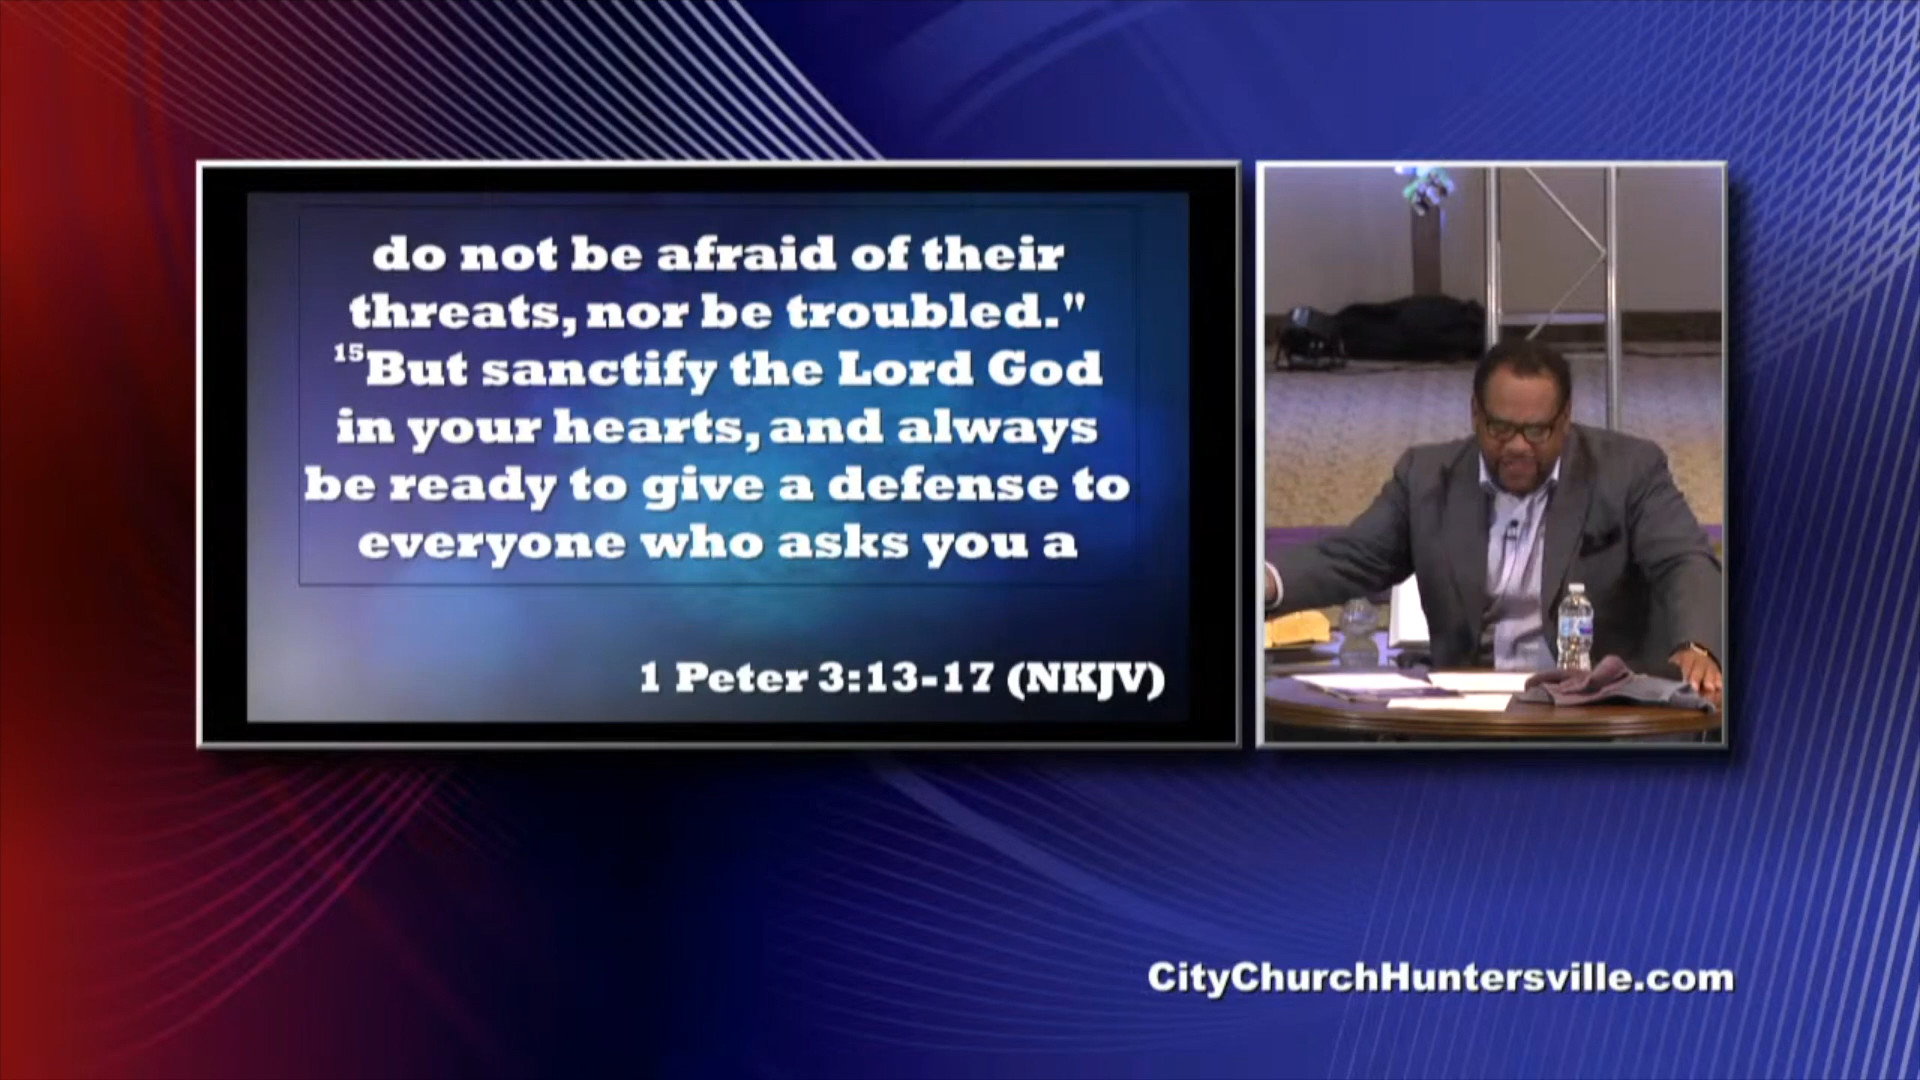 do not be afraid of their
threats, nor be troubled."
15But sanctify the Lord God
in your hearts, and always
be ready to give a defense to
everyone who asks you a
1 Peter 3:13-17 (NKJV)
CityChurchHuntersville.com